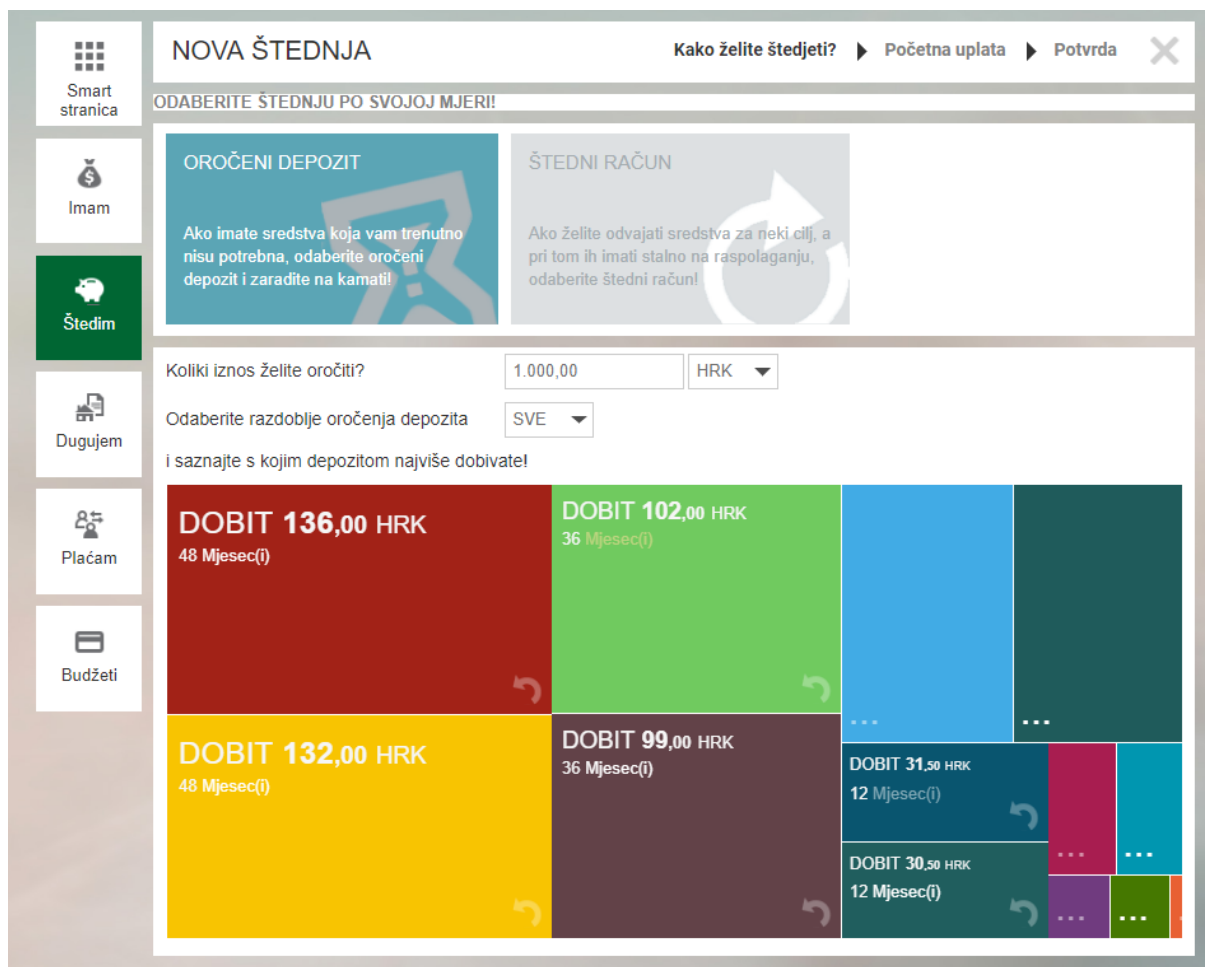 NOVA ŠTEDNJA
Kako želite štedjeti? Početna uplata Potvrda
Smart
stranica
Imam
Štedim
Dugujem
Plaćam
Budžeti
ODABERITE ŠTEDNJU PO SVOJOJ MJERI!
OROČENI DEPOZIT
Ako imate sredstva koja vam trenutno
nisu potrebna, odaberite oročeni
depozit i zaradite na kamati!
ŠTEDNI RAČUN
Ako želite odvajati sredstva za neki cilj, a
pri tom ih imati stalno na raspolaganju,
odaberite štedni račun!
Koliki iznos želite oročiti? 1.000,00 HRK
Odaberite razdoblje oročenja depozita SVE
i saznajte s kojim depozitom najviše dobivate!
DOBIT 136,00 HRK
48 Mjesec(i)
DOBIT 102,00 HRK
36 Mjesec(i)
...
...
DOBIT 132,00 HRK
48 Mjesec(i)
DOBIT 99,00 HRK
36 Mjesec(i)
DOBIT 31,50 HRK
12 Mjesec(i)
DOBIT 30,50 HRK
12 Mjesec(i)
...
...
...
...